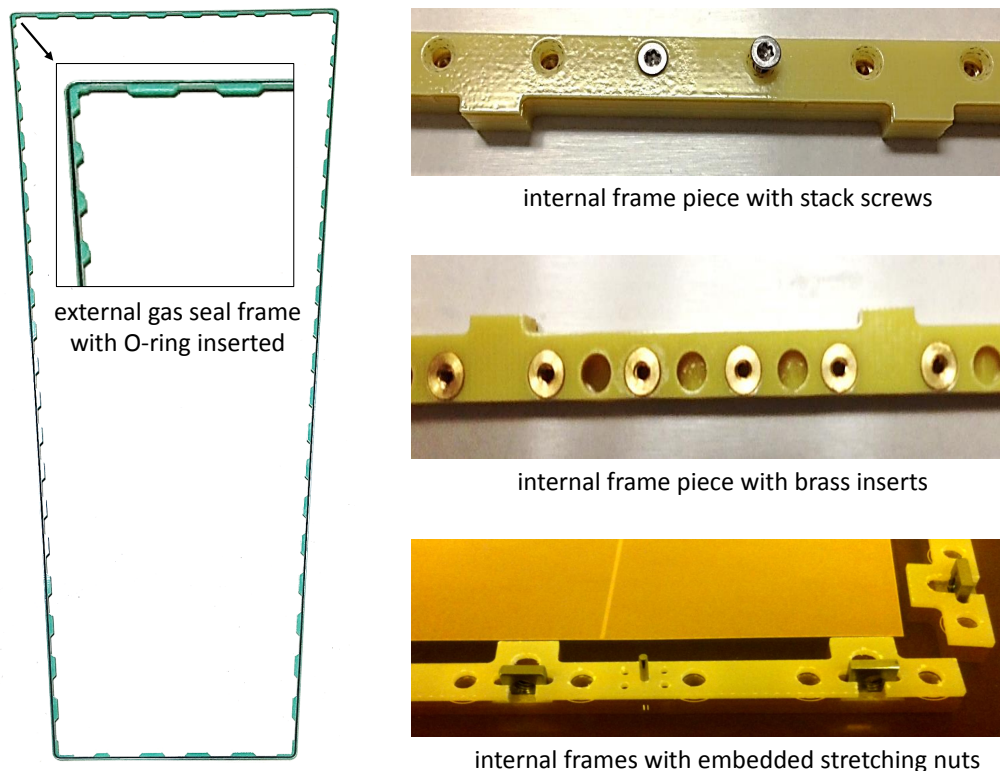 external gas seal frame
with O-ring inserted
internal frame piece with stack screws
internal frame piece with brass inserts
internal frames with embedded stretching nuts